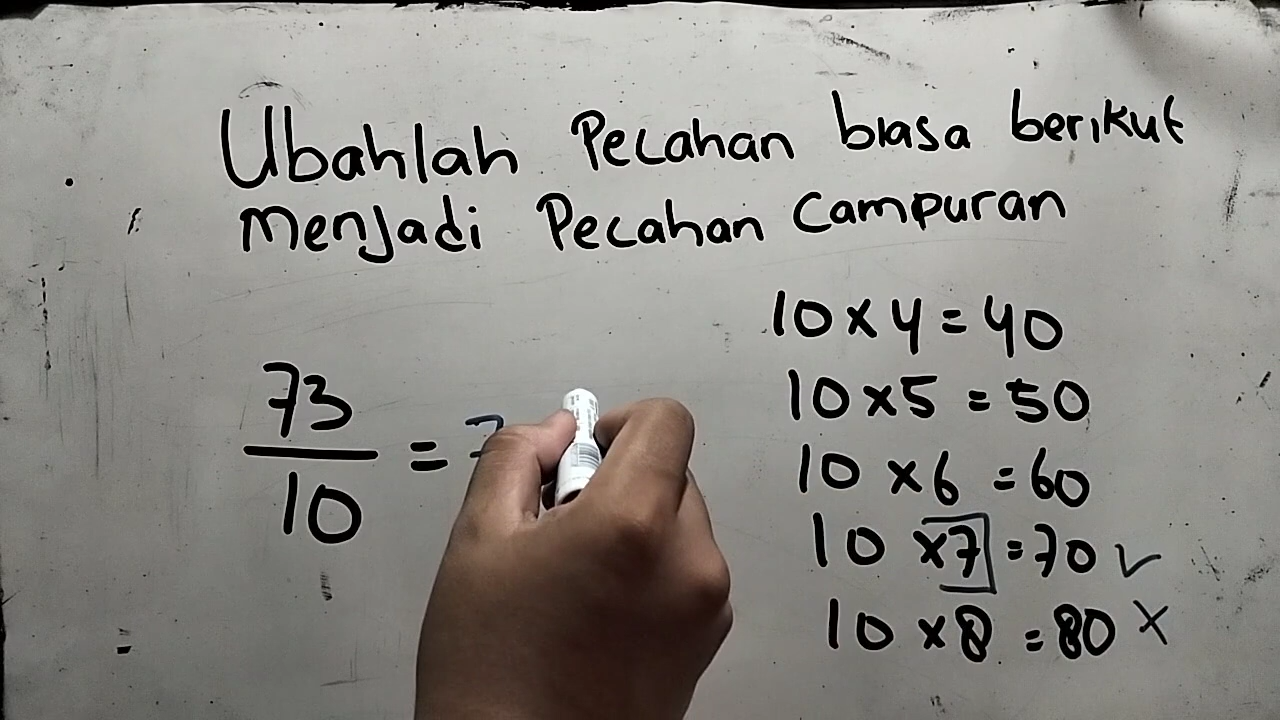 Ubahlah Pecahan biasa berikut
menjadi Pecahan Campuran
73
10
=
10 x 4 = 40
10 x 5 = 50
10 x 6 = 60
10 x 7 = 70 ✓
10 x 8 = 80 ×